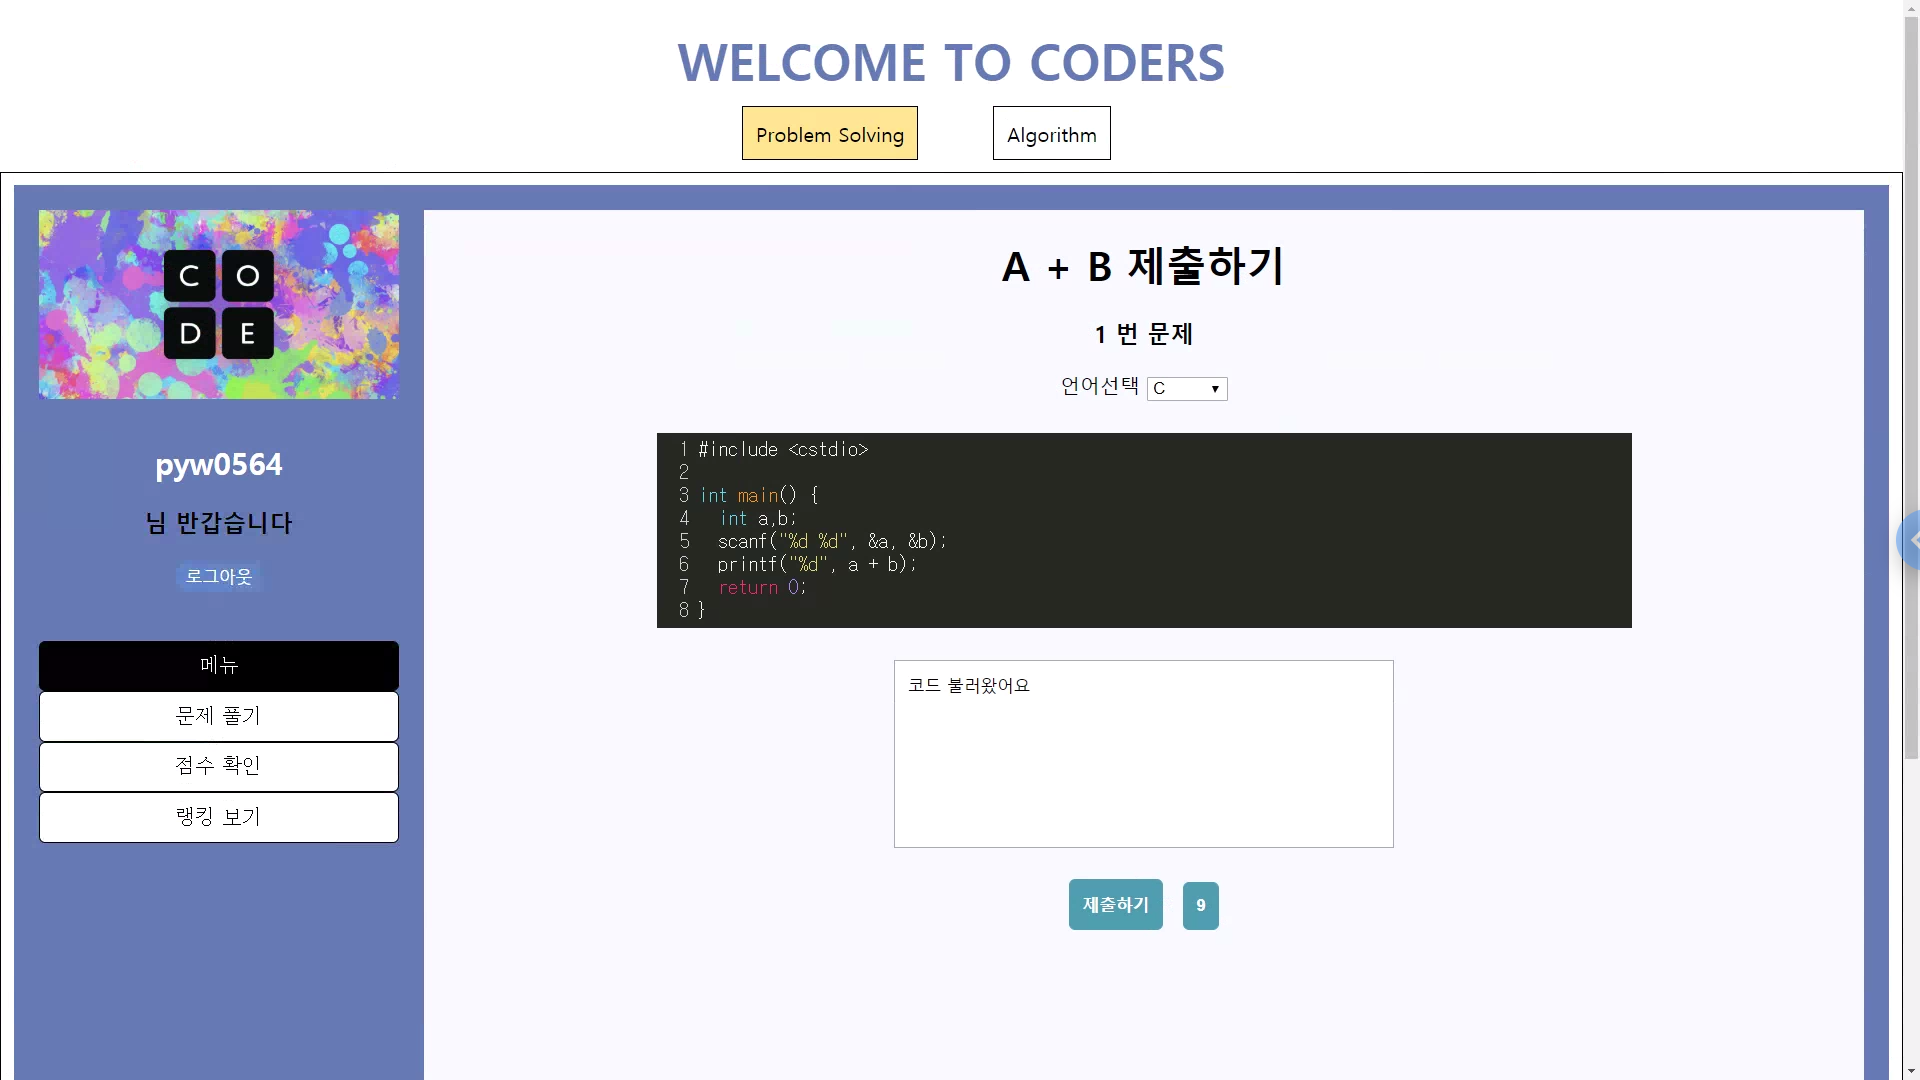 WELCOME TO CODERS
Problem Solving
Algorithm
C O
D E
pyw0564
님 반갑습니다
로그아웃
메뉴
문제 풀기
점수 확인
랭킹 보기
A + B 제출하기
1 번 문제
언어선택 C
1 #include <cstdio>
2
3 int main() {
4   int a,b;
5   scanf("%d %d", &a, &b);
6   printf("%d", a + b);
7   return 0;
8 }
코드 불러왔어요
제출하기 9